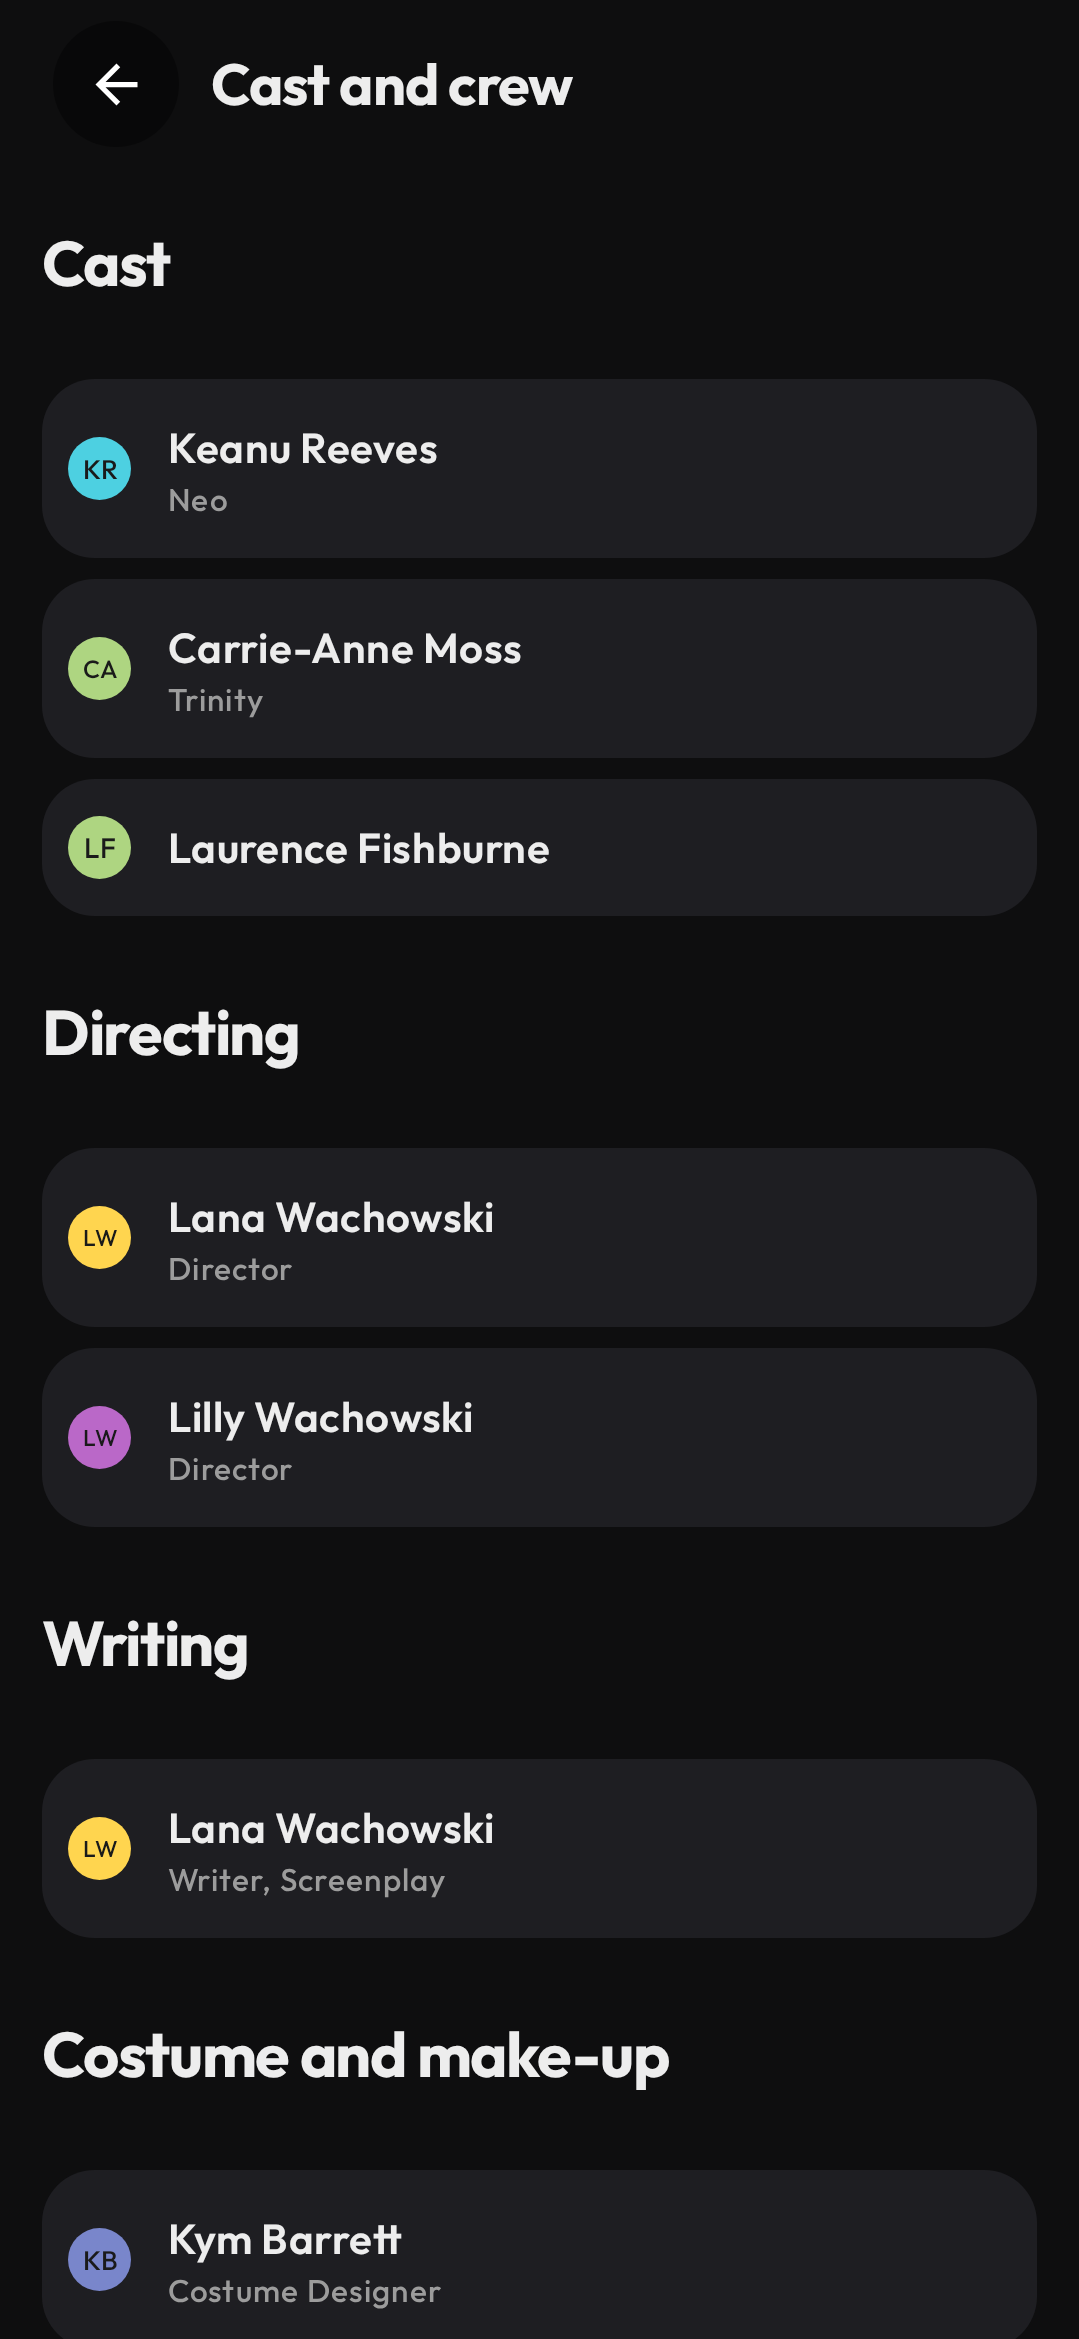 Cast and crew
Cast
KR
Keanu Reeves
Neo
CA
Carrie-Anne Moss
Trinity
LF
Laurence Fishburne
Directing
LW
Lana Wachowski
Director
LW
Lilly Wachowski
Director
Writing
LW
Lana Wachowski
Writer, Screenplay
Costume and make-up
KB
Kym Barrett
Costume Designer